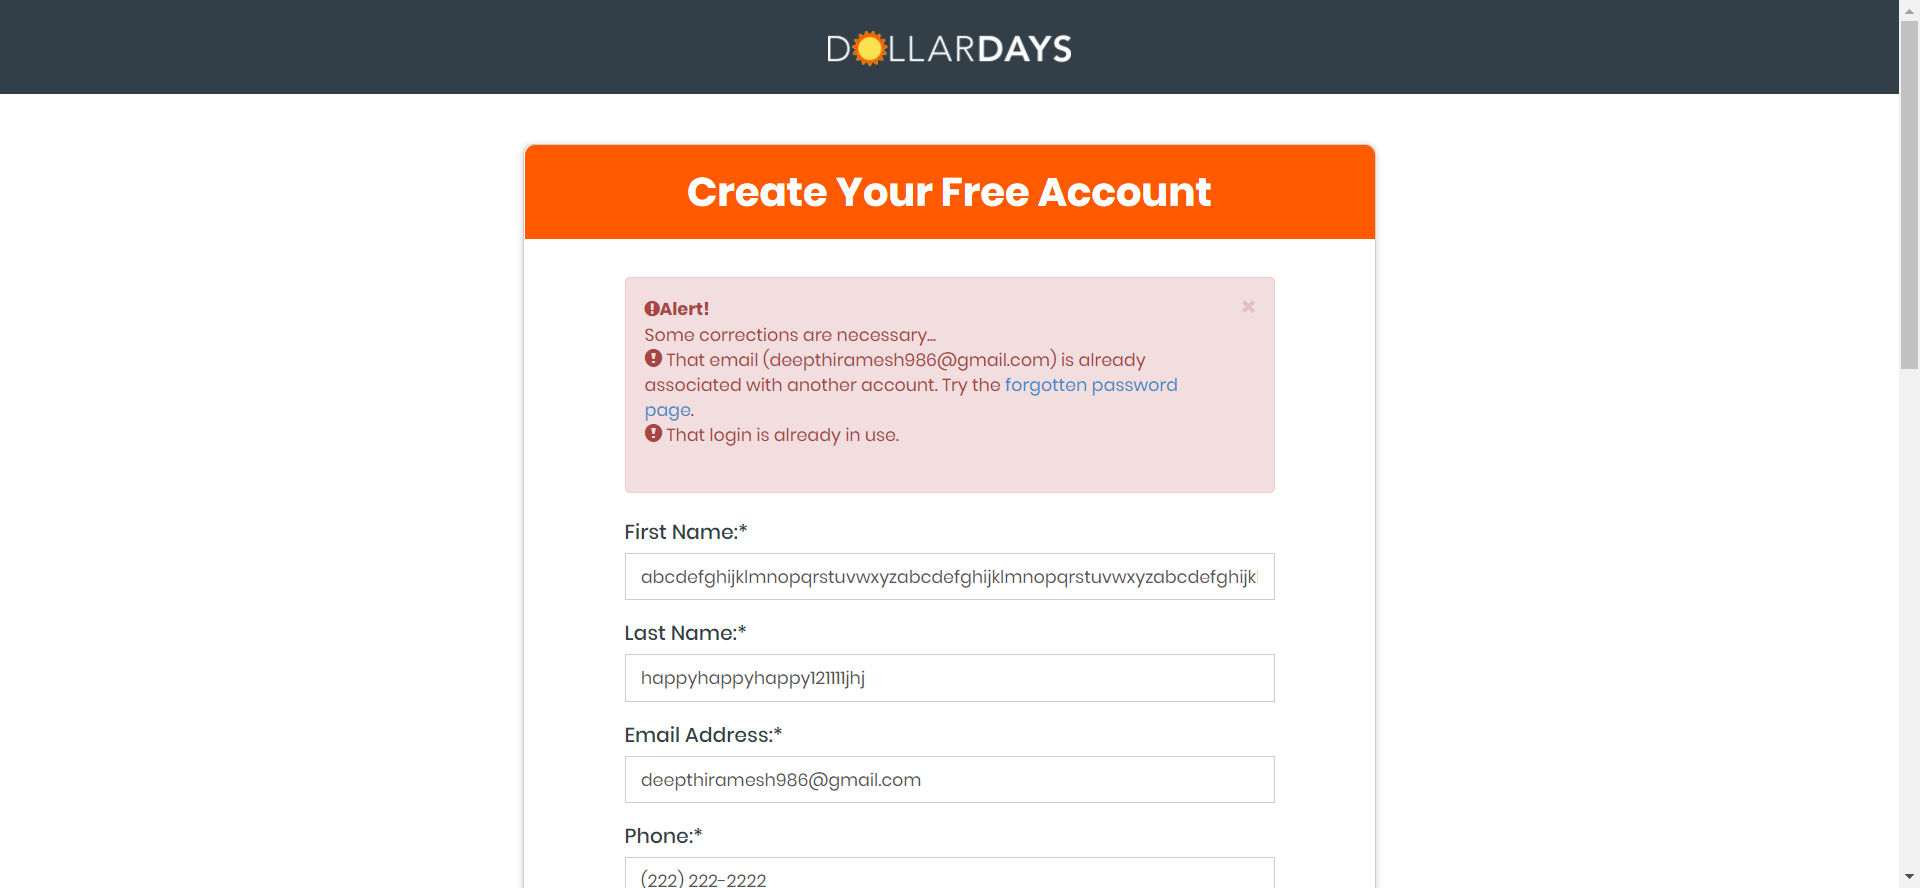 DOLLARDAYS
Create Your Free Account
Alert!
Some corrections are necessary...
That email (deepthiramesh986@gmail.com) is already
associated with another account. Try the forgotten password
page.
That login is already in use.
First Name:*
abcdefghijklmnopqrstuvwxyzabcdefghijklmnopqrstuvwxyzabcdefghijk
Last Name:*
happyhappyhappy121111jhj
Email Address:*
deepthiramesh986@gmail.com
Phone:*
(222) 222-2222